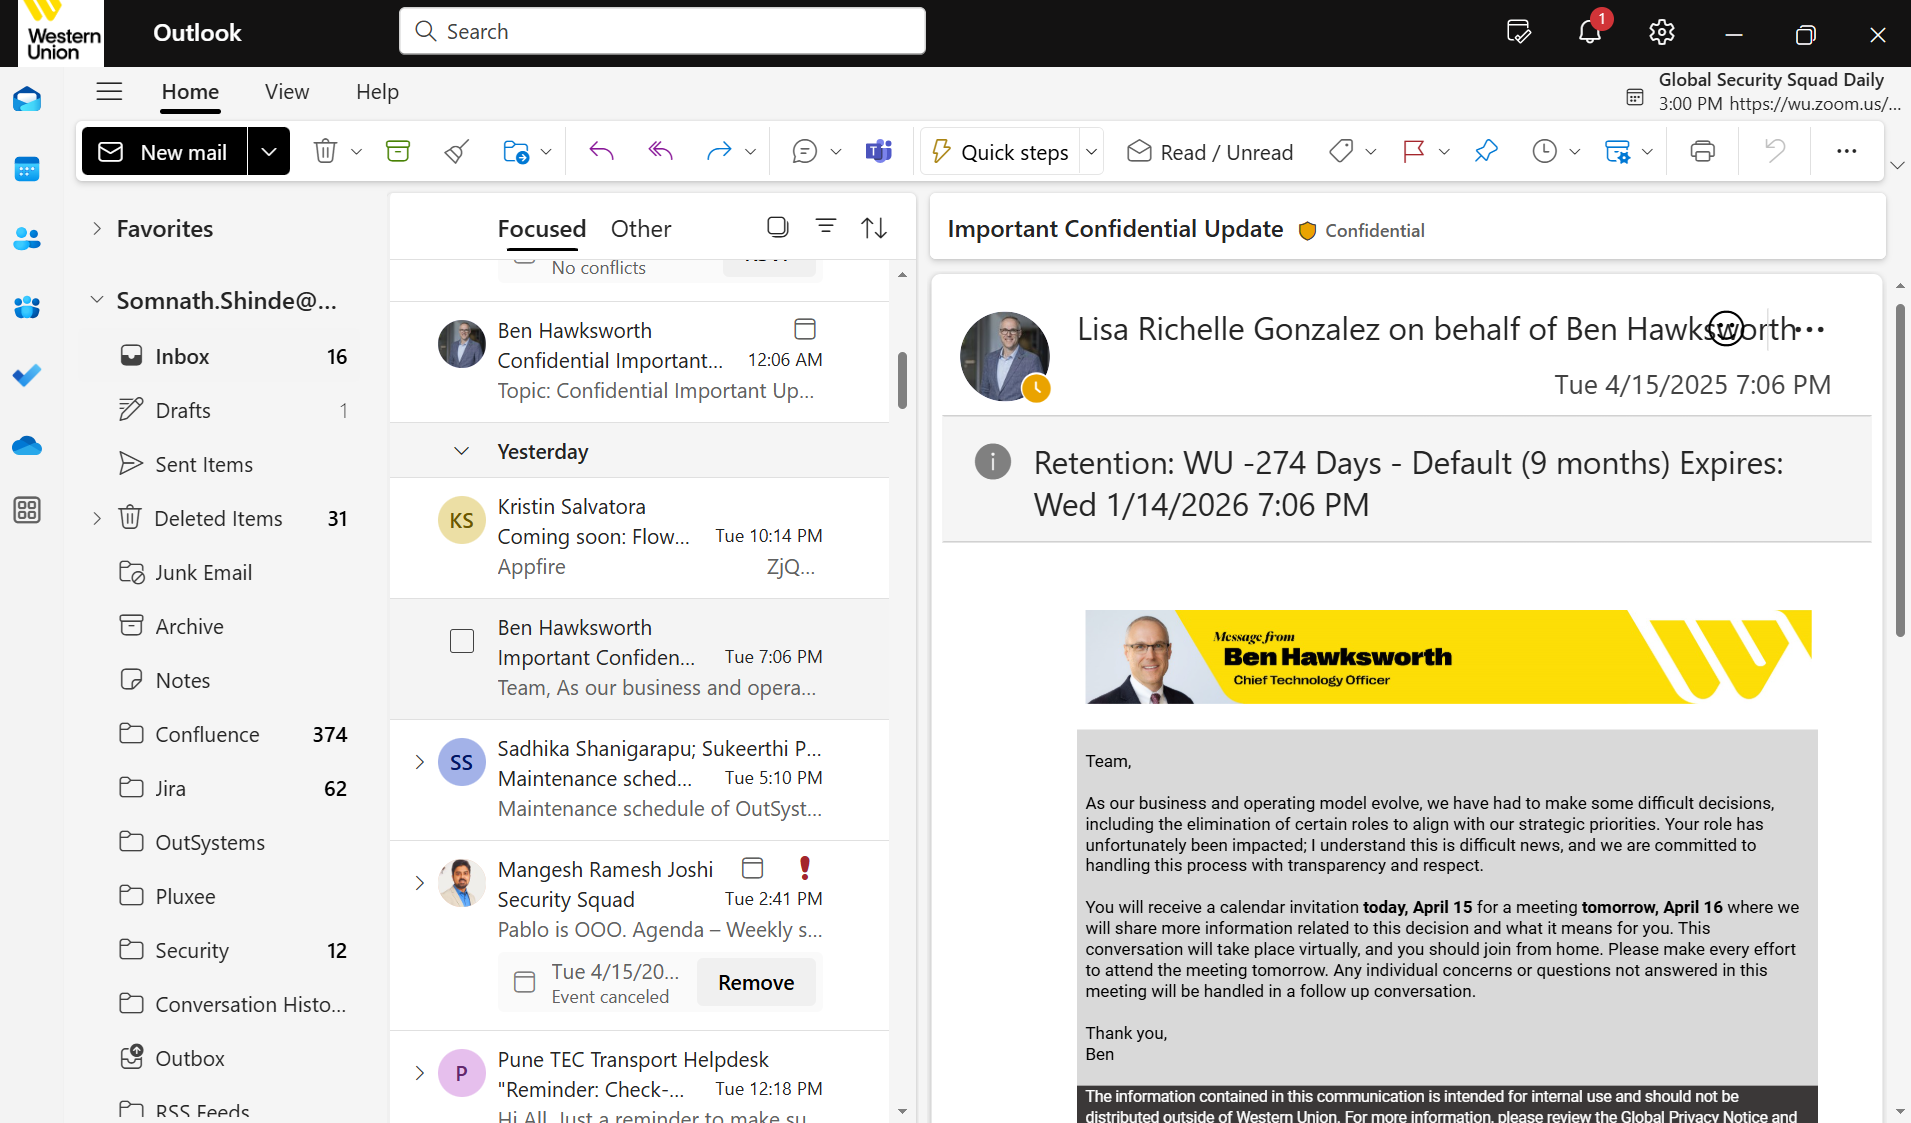 Western
Union
Outlook
Search
1
Home
View
Help
Global Security Squad Daily
3:00 PM https://wu.zoom.us/...
New mail
Quick steps
Read / Unread
Favorites
Somnath.Shinde@...
Inbox 16
Drafts 1
Sent Items
Deleted Items 31
Junk Email
Archive
Notes
Confluence 374
Jira 62
OutSystems
Pluxee
Security 12
Conversation Histo...
Outbox
RSS Feeds
Focused
Other
No conflicts
Ben Hawksworth
Confidential Important... 12:06 AM
Topic: Confidential Important Up...
Yesterday
KS
Kristin Salvatora
Coming soon: Flow... Tue 10:14 PM
Appfire ZjQ...
Ben Hawksworth
Important Confiden... Tue 7:06 PM
Team, As our business and opera...
SS
Sadhika Shanigarapu; Sukeerthi P...
Maintenance sched... Tue 5:10 PM
Maintenance schedule of OutSyst...
Mangesh Ramesh Joshi
Security Squad Tue 2:41 PM
Pablo is OOO. Agenda – Weekly s...
Tue 4/15/20...
Event canceled
Remove
P
Pune TEC Transport Helpdesk
"Reminder: Check-... Tue 12:18 PM
Hi All, Just a reminder to make su
Important Confidential Update
Confidential
Lisa Richelle Gonzalez on behalf of Ben Hawksworth
Tue 4/15/2025 7:06 PM
Retention: WU -274 Days - Default (9 months) Expires:
Wed 1/14/2026 7:06 PM
Message from
Ben Hawksworth
Chief Technology Officer
Team,
As our business and operating model evolve, we have had to make some difficult decisions,
including the elimination of certain roles to align with our strategic priorities. Your role has
unfortunately been impacted; I understand this is difficult news, and we are committed to
handling this process with transparency and respect.
You will receive a calendar invitation today, April 15 for a meeting tomorrow, April 16 where we
will share more information related to this decision and what it means for you. This
conversation will take place virtually, and you should join from home. Please make every effort
to attend the meeting tomorrow. Any individual concerns or questions not answered in this
meeting will be handled in a follow up conversation.
Thank you,
Ben
The information contained in this communication is intended for internal use and should not be
distributed outside of Western Union. For more information, please review the Global Privacy Notice and